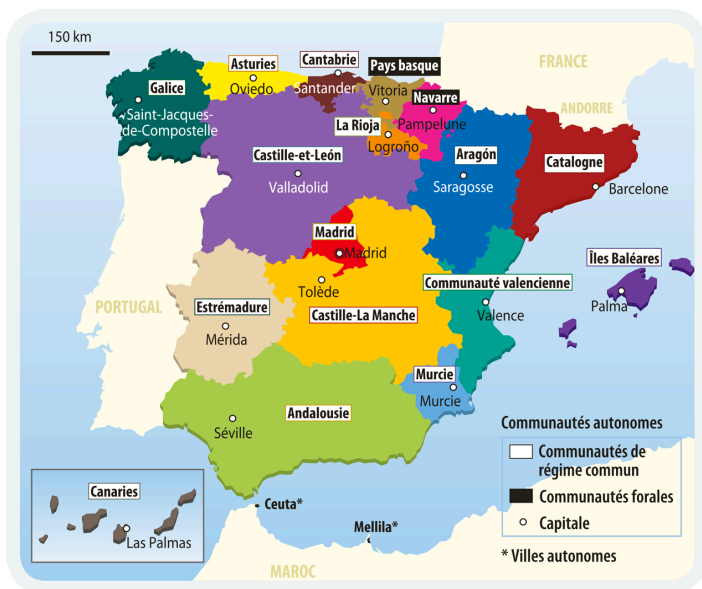 150 km
FRANCE
Cantabrie
Asturies
Pays basque
Oviedo
Galice
Santander
Vitoria
Navarre
ANDORRE
Saint-Jacques-
de-Compostelle
La Rioja
Pampelune
Logroño
Castille-et-León
Aragón
Catalogne
Valladolid
Saragosse
Barcelone
Madrid
Madrid
Îles Baléares
Tolède
Communauté valencienne
PORTUGAL
Estrémadure
Castille-La Manche
Valence
Palma
Mérida
Murcie
Murcie
Andalousie
Séville
Communautés autonomes
Communautés de
régime commun
Communautés forales
Capitale
* Villes autonomes
Canaries
Las Palmas
Ceuta*
Mellila*
MAROC